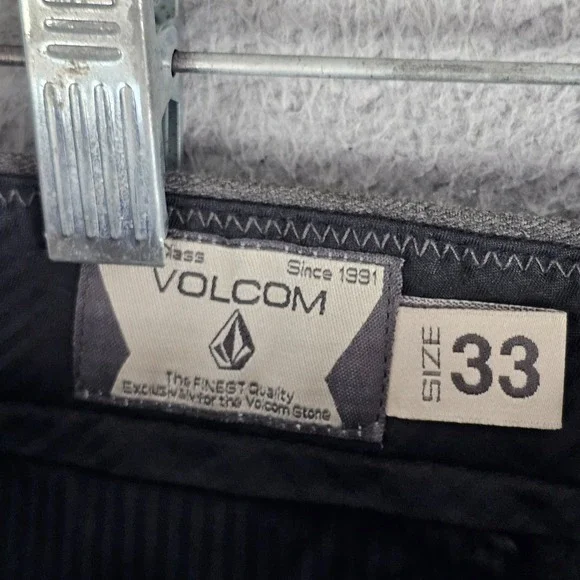 Since 1991
VOLCOM
The FINEST Quality
Exclusively for the Volcom Stone
SIZE 33